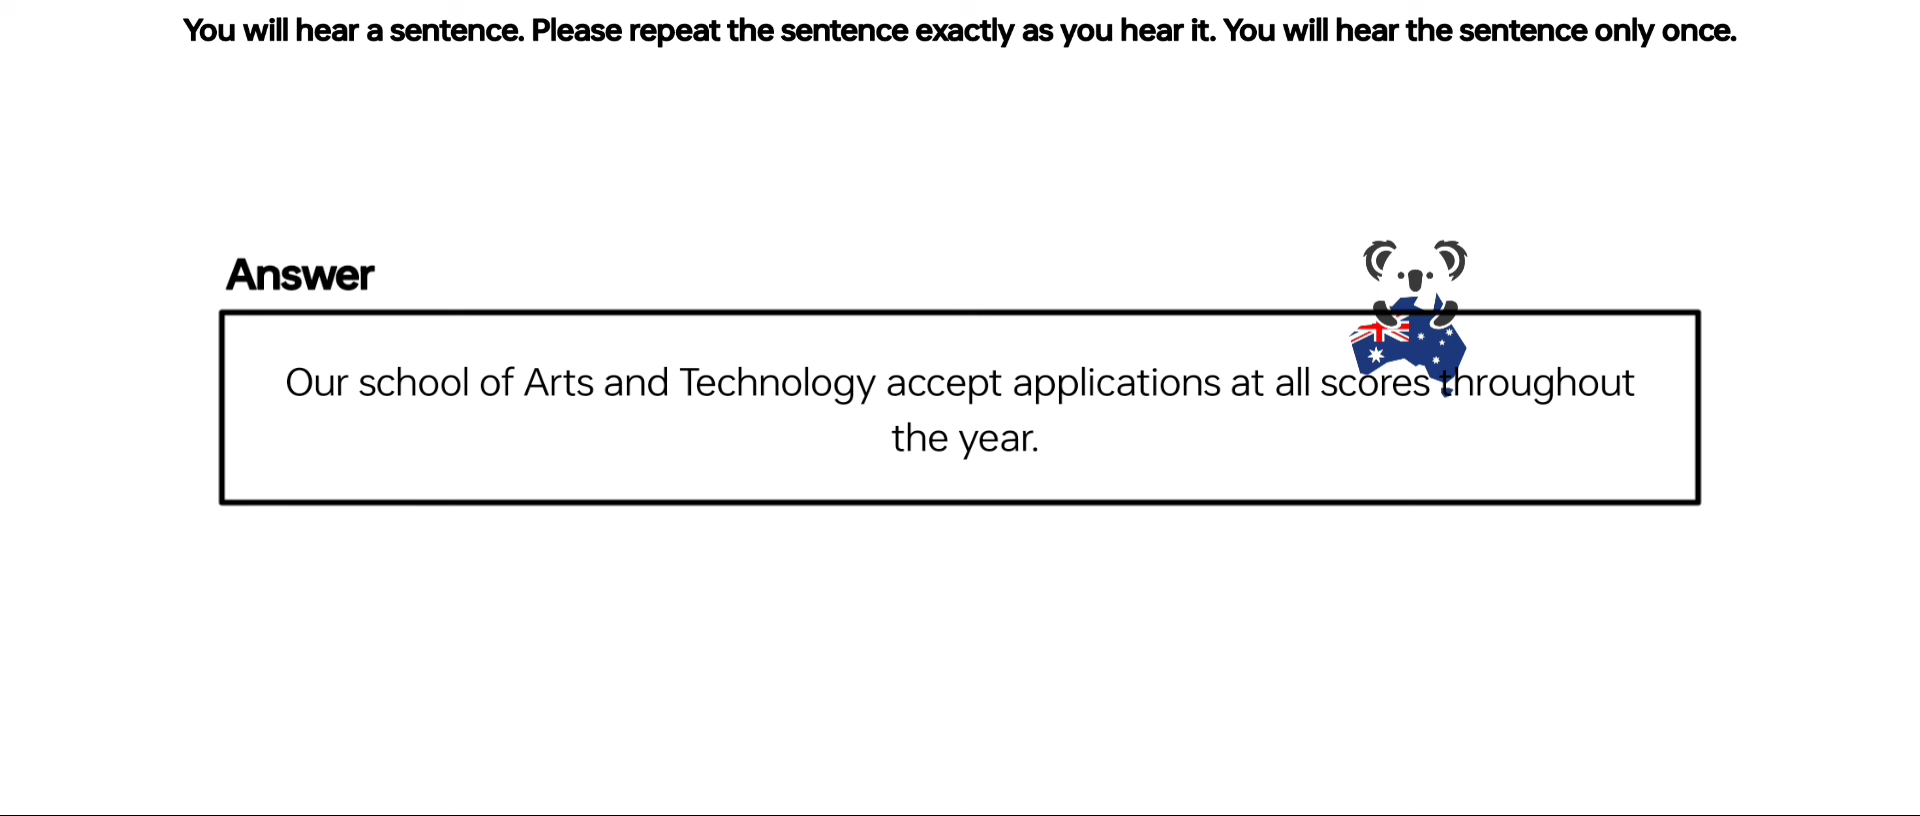 You will hear a sentence. Please repeat the sentence exactly as you hear it. You will hear the sentence only once.
Answer
Our school of Arts and Technology accept applications at all scores throughout
the year.